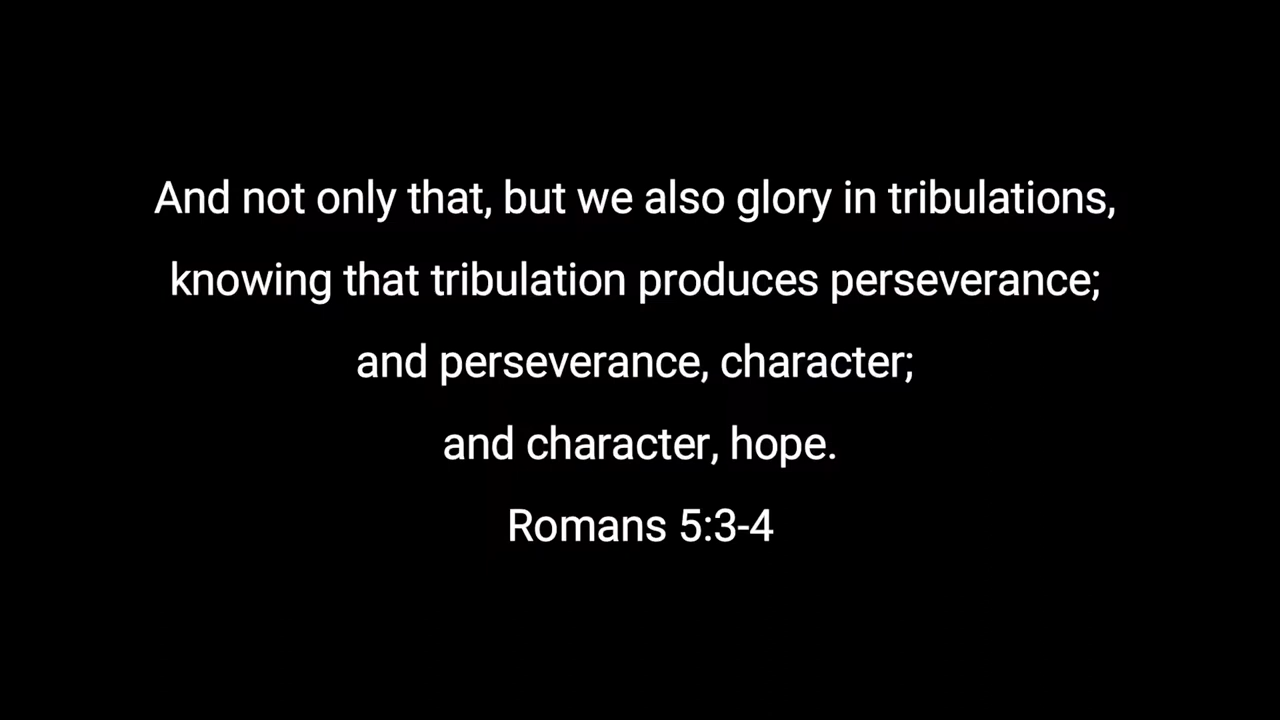 And not only that, but we also glory in tribulations,
knowing that tribulation produces perseverance;
and perseverance, character;
and character, hope.
Romans 5:3-4